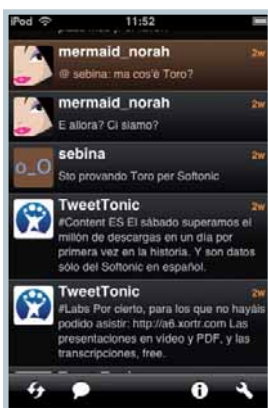 iPod 11:52
mermaid_norah 2w
@ sebina: ma cos'è Toro?
mermaid_norah 2w
E allora? Ci siamo?
sebina 2w
o_O
Sto provando Toro per Softonic
TweetTonic 2w
#Content ES El sábado superamos el
millón de descargas en un día por
primera vez en la historia. Y son datos
sólo del Softonic en español.
TweetTonic 2w
#Labs Por cierto, para los que no hayáis
podido asistir: http://a6.xortr.com Las
presentaciones en video y PDF, y las
transcripciones, free.